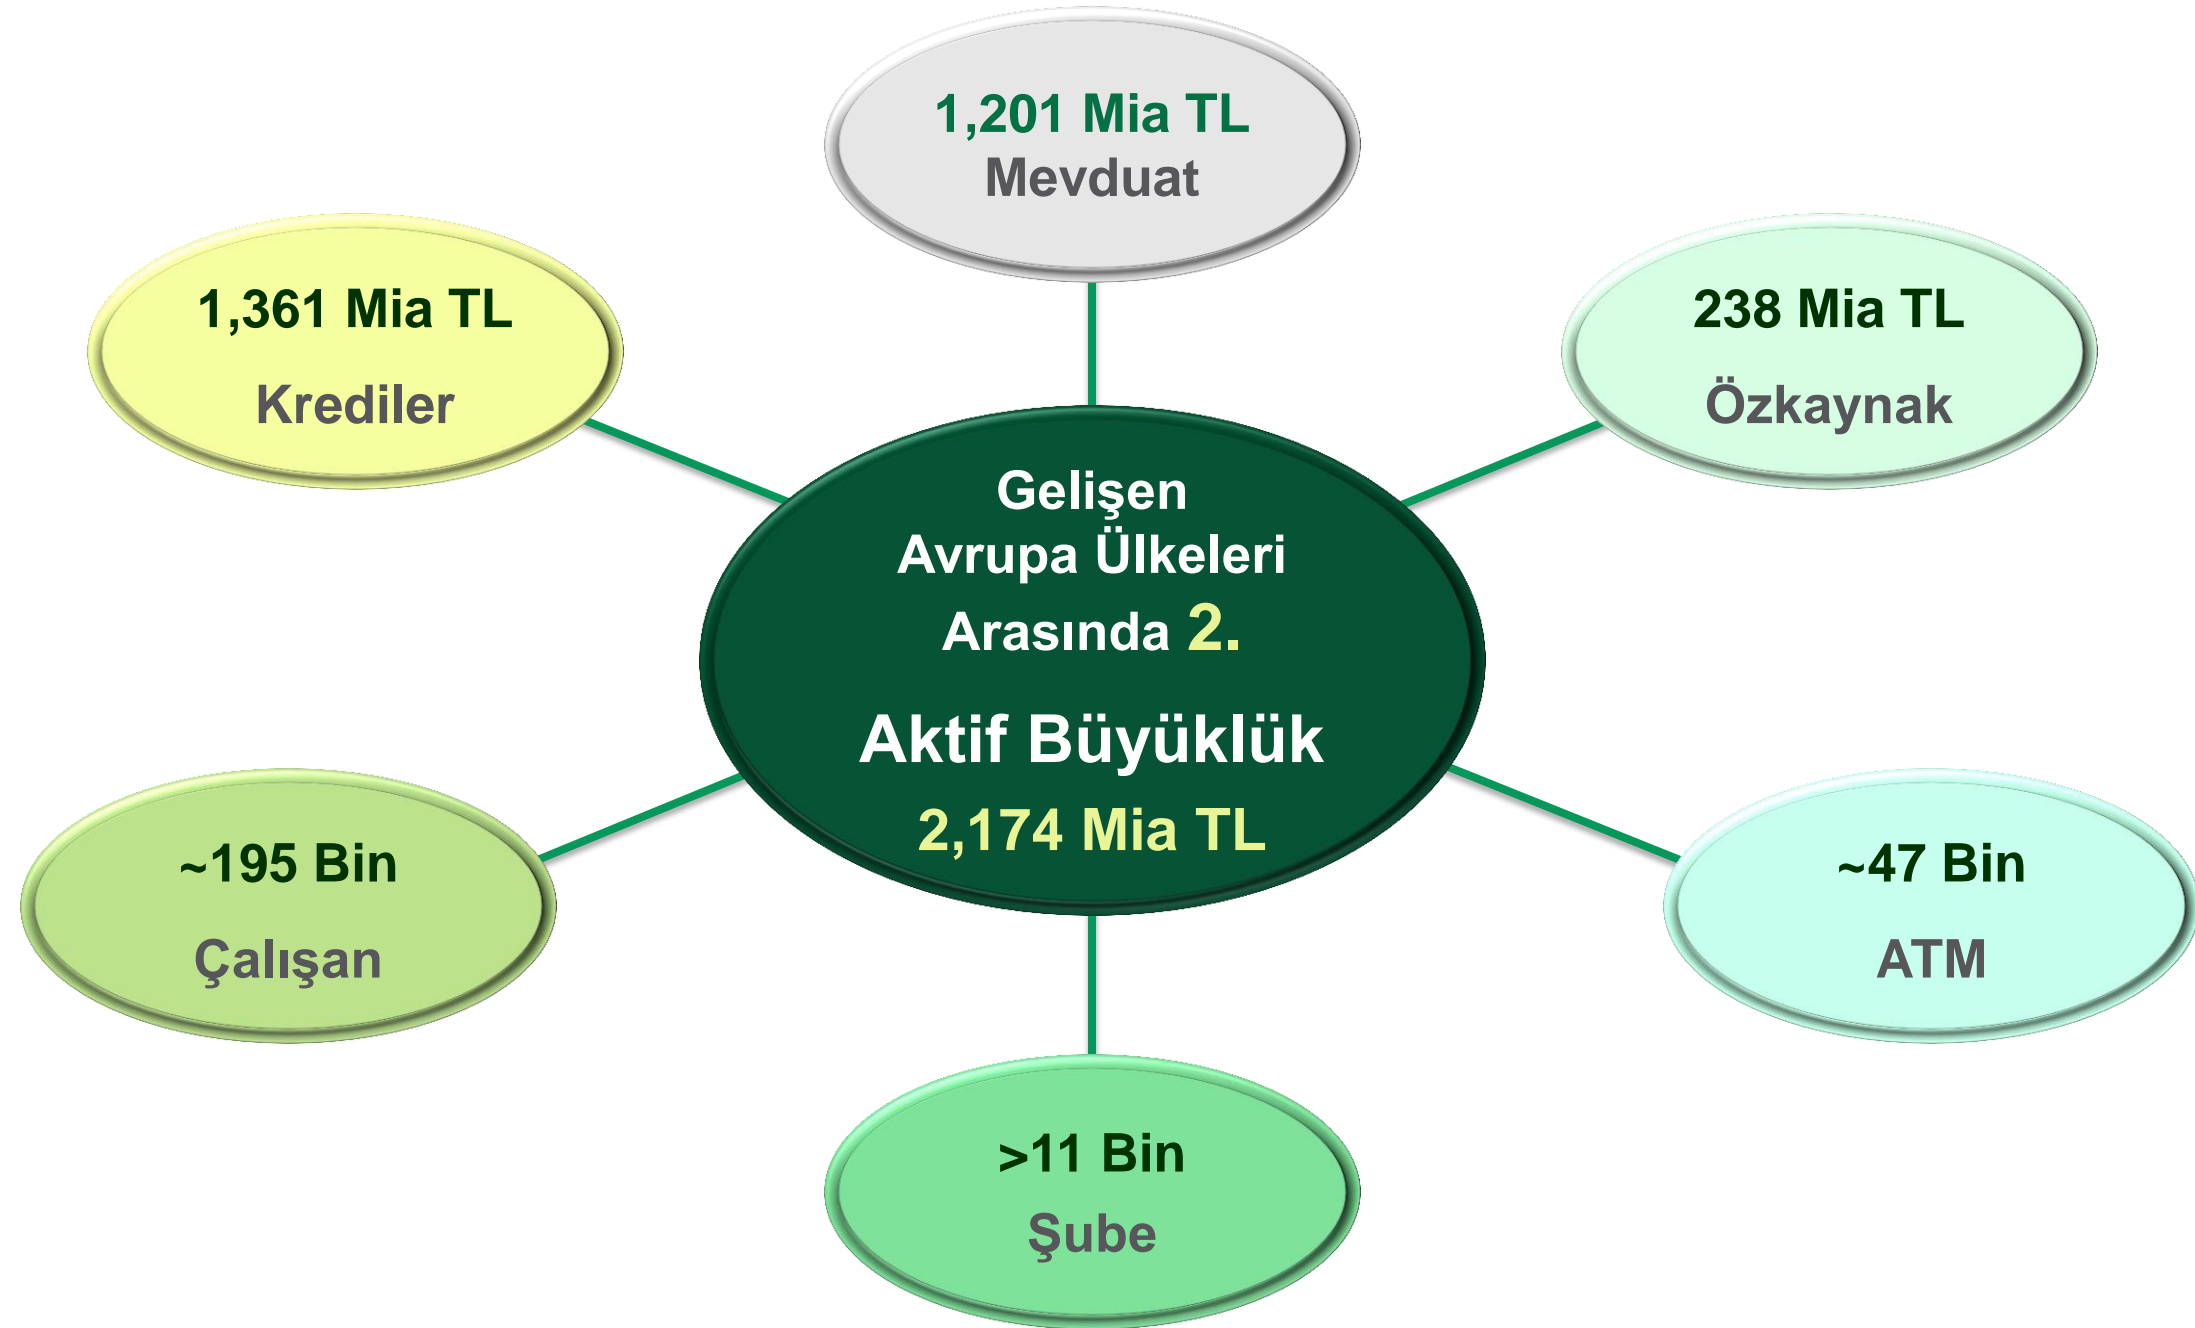 1,201 Mia TL
Mevduat
1,361 Mia TL
Krediler
238 Mia TL
Özkaynak
Gelişen
Avrupa Ülkeleri
Arasında 2.
Aktif Büyüklük
2,174 Mia TL
~195 Bin
Çalışan
~47 Bin
ATM
>11 Bin
Şube